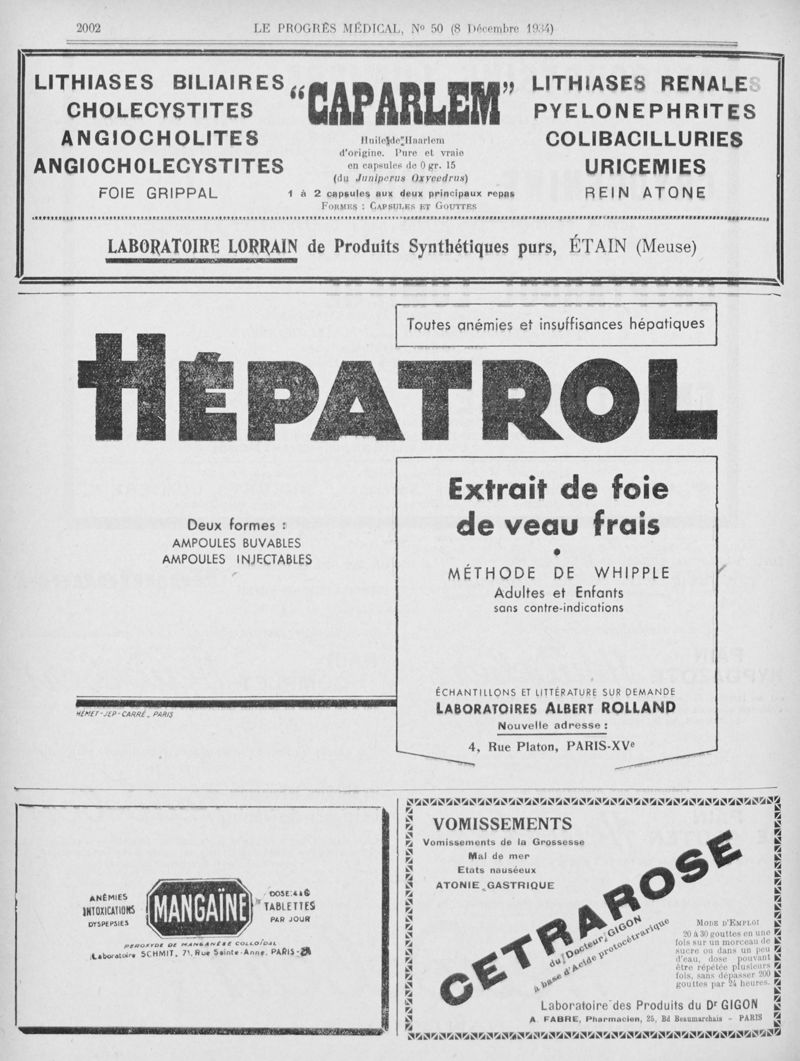 2002
LE PROGRÈS MÉDICAL, No 50 (8 Décembre 1934)
LITHIASES BILIAIRES
CHOLECYSTITES
ANGIOCHOLITES
ANGIOCHOLECYSTITES
FOIE GRIPPAL
"CAPARLEM"
Huile de Haarlem
d'origine. Pure et vraie
en capsules de 0 gr. 15
(du Juniperus Oxycedrus)
1 à 2 capsules aux deux principaux repas
FORMES : CAPSULES ET GOUTTES
LITHIASES RENALES
PYELONEPHRITES
COLIBACILLURIES
URICEMIES
REIN ATONE
LABORATOIRE LORRAIN de Produits Synthétiques purs, ÉTAIN (Meuse)
Toutes anémies et insuffisances hépatiques
HÉPATROL
Deux formes :
AMPOULES BUVABLES
AMPOULES INJECTABLES
Extrait de foie
de veau frais
•
MÉTHODE DE WHIPPLE
Adultes et Enfants
sans contre-indications
ÉCHANTILLONS ET LITTÉRATURE SUR DEMANDE
LABORATOIRES ALBERT ROLLAND
Nouvelle adresse :
4, Rue Platon, PARIS-XVe
HÉMET-JEP-CARRÉ_PARIS
ANÉMIES
INTOXICATIONS
DYSPEPSIES
MANGAÏNE
DOSE: 4 à 6
TABLETTES
PAR JOUR
PEROXYDE DE MANGANÈSE COLLOÏDAL
Laboratoire SCHMIT, 71, Rue Sainte-Anne. PARIS-2e
VOMISSEMENTS
Vomissements de la Grossesse
Mal de mer
Etats nauséeux
ATONIE GASTRIQUE
CETRAROSE
du Docteur GIGON
à base d'Acide protocétrarique
MODE D'EMPLOI
20 à 30 gouttes en une
fois sur un morceau de
sucre ou dans un peu
d'eau, dose pouvant
être répétée plusieurs
fois, sans dépasser 200
gouttes par 24 heures.
Laboratoire des Produits du Dr GIGON
A. FABRE, Pharmacien, 25, Bd Beaumarchais – PARIS